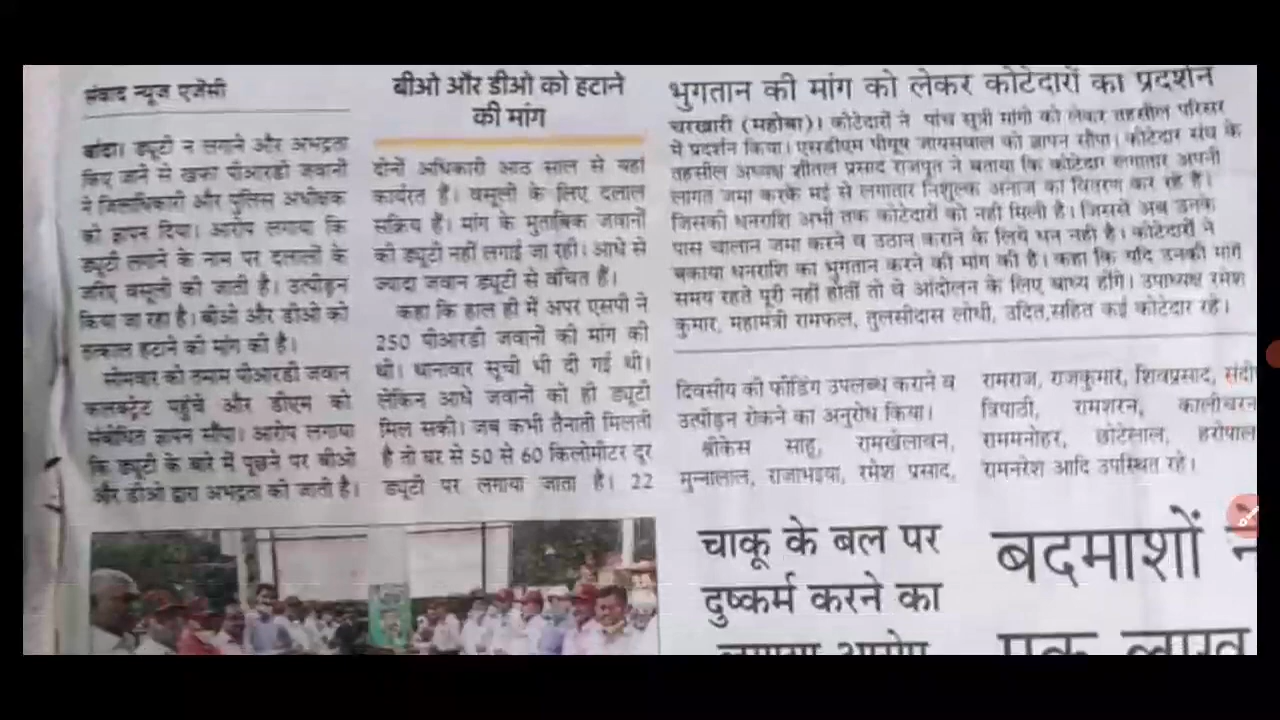 संवाद न्यूज एजेंसी
बांदा। ड्यूटी न लगाने और अभद्रता
किए जाने से खफा पीआरडी जवानों
ने जिलाधिकारी और पुलिस अधीक्षक
को ज्ञापन दिया। आरोप लगाया कि
ड्यूटी लगाने के नाम पर दलालों के
जरिए वसूली की जाती है। उत्पीड़न
किया जा रहा है। बीओ और डीओ को
तत्काल हटाने की मांग की है।
सोमवार को तमाम पीआरडी जवान
कलक्ट्रेट पहुंचे और डीएम को
संबोधित ज्ञापन सौंपा। आरोप लगाया
कि ड्यूटी के बारे में पूछने पर बीओ
और डीओ द्वारा अभद्रता की जाती है।
बीओ और डीओ को हटाने
की मांग
दोनों अधिकारी आठ साल से यहां
कार्यरत हैं। वसूली के लिए दलाल
सक्रिय हैं। मांग के मुताबिक जवानों
की ड्यूटी नहीं लगाई जा रही। आधे से
ज्यादा जवान ड्यूटी से वंचित हैं।
कहा कि हाल ही में अपर एसपी ने
250 पीआरडी जवानों की मांग की
थी। थानावार सूची भी दी गई थी।
लेकिन आधे जवानों को ही ड्यूटी
मिल सकी। जब कभी तैनाती मिलती
है तो घर से 50 से 60 किलोमीटर दूर
ड्यूटी पर लगाया जाता है। 22
भुगतान की मांग को लेकर कोटेदारों का प्रदर्शन
चरखारी (महोबा)। कोटेदारों ने पांच सूत्री मांगों को लेकर तहसील परिसर
में प्रदर्शन किया। एसडीएम पीयूष जायसवाल को ज्ञापन सौंपा। कोटेदार संघ के
तहसील अध्यक्ष शीतल प्रसाद राजपूत ने बताया कि कोटेदार लगातार अपनी
लागत जमा करके मई से लगातार निशुल्क अनाज का वितरण कर रहे हैं।
जिसकी धनराशि अभी तक कोटेदारों को नहीं मिली है। जिससे अब उनके
पास चालान जमा करने व उठान कराने के लिये धन नहीं है। कोटेदारों ने
बकाया धनराशि का भुगतान करने की मांग की है। कहा कि यदि उनकी मांगें
समय रहते पूरी नहीं होतीं तो वे आंदोलन के लिए बाध्य होंगे। उपाध्यक्ष रमेश
कुमार, महामंत्री रामफल, तुलसीदास लोधी, उदित,सहित कई कोटेदार रहे।
दिवसीय की फीडिंग उपलब्ध कराने व
उत्पीड़न रोकने का अनुरोध किया।
श्रीकेस साहू, रामखेलावन,
मुन्नालाल, राजाभइया, रमेश प्रसाद,
रामराज, राजकुमार, शिवप्रसाद, संदी
त्रिपाठी, रामशरन, कालीचरन
राममनोहर, छोटेलाल, हरीपाल
रामनरेश आदि उपस्थित रहे।
चाकू के बल पर
दुष्कर्म करने का
लगाया आरोप
बदमाशों ने
एक लाख